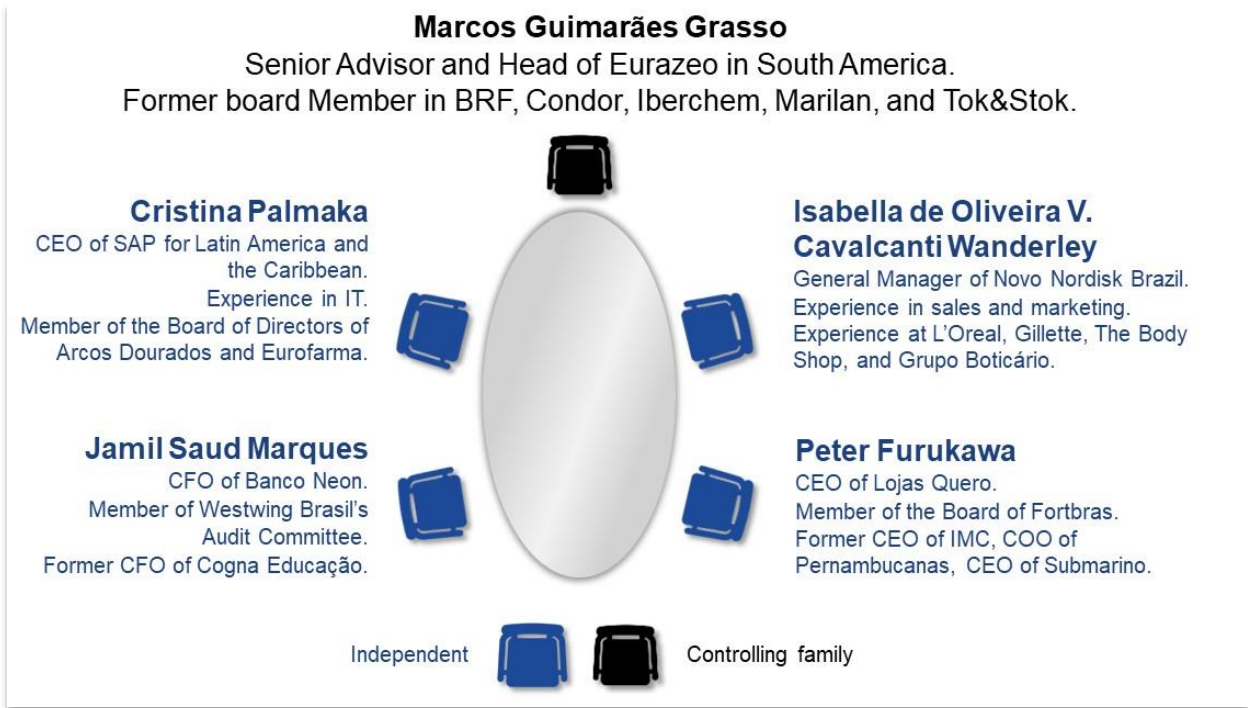 Marcos Guimarães Grasso
Senior Advisor and Head of Eurazeo in South America.
Former board Member in BRF, Condor, Iberchem, Marilan, and Tok&Stok.
Cristina Palmaka
CEO of SAP for Latin America and
the Caribbean.
Experience in IT.
Member of the Board of Directors of
Arcos Dourados and Eurofarma.
Isabella de Oliveira V.
Cavalcanti Wanderley
General Manager of Novo Nordisk Brazil.
Experience in sales and marketing.
Experience at L'Oreal, Gillette, The Body
Shop, and Grupo Boticário.
Jamil Saud Marques
CFO of Banco Neon.
Member of Westwing Brasil's
Audit Committee.
Former CFO of Cogna Educação.
Peter Furukawa
CEO of Lojas Quero.
Member of the Board of Fortbras.
Former CEO of IMC, COO of
Pernambucanas, CEO of Submarino.
Independent
Controlling family